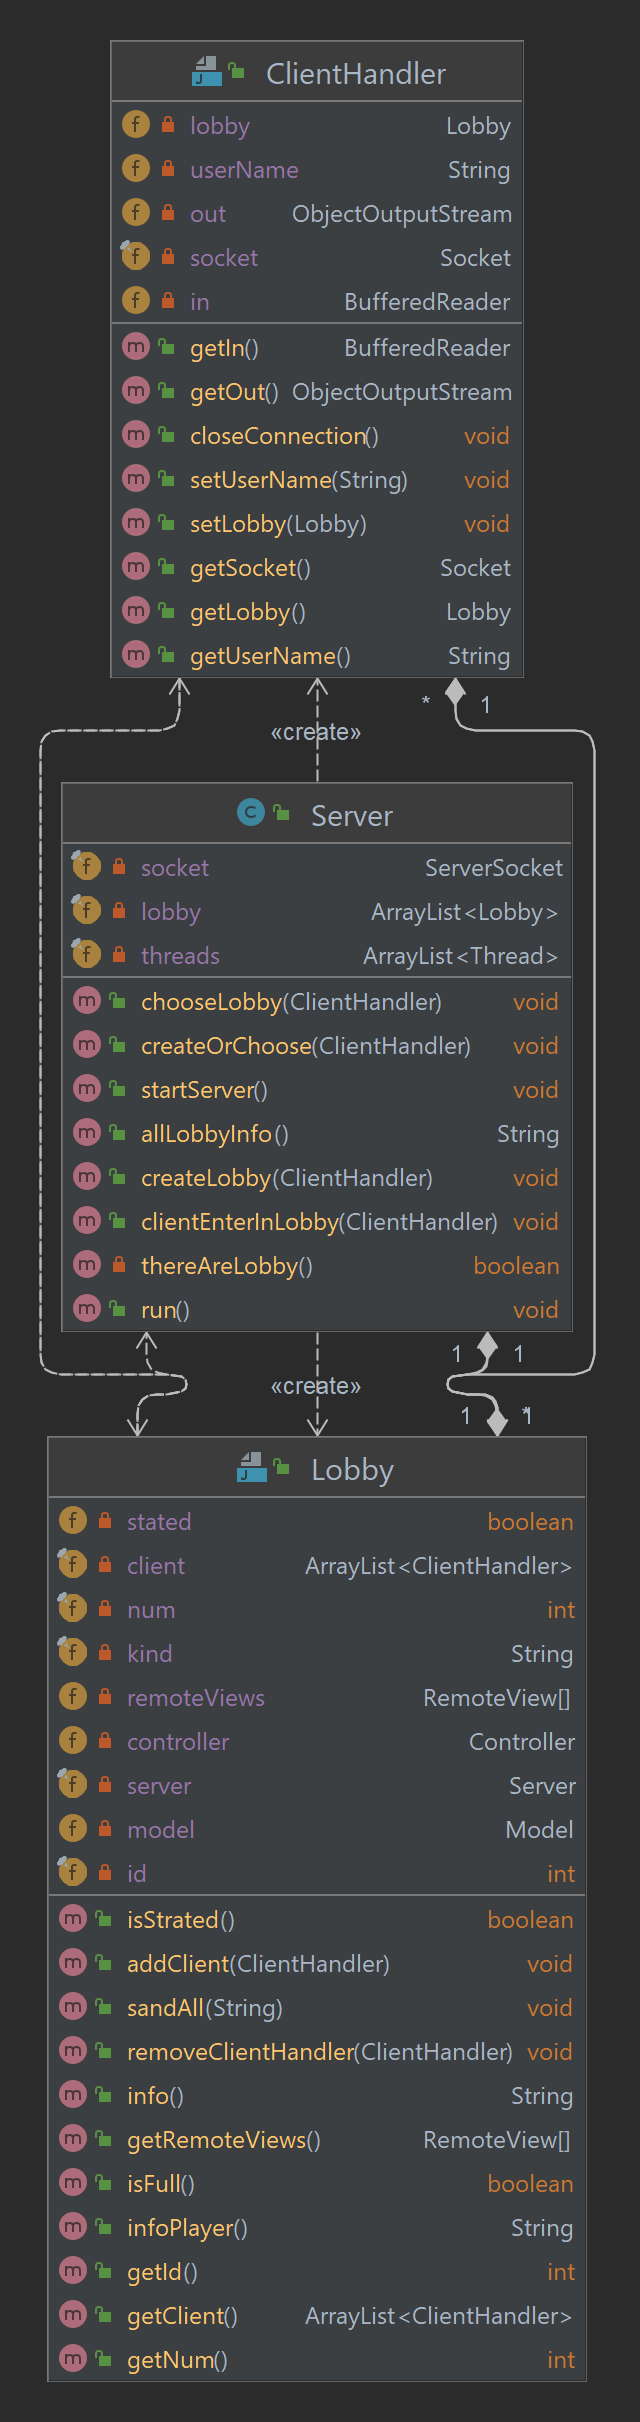 ClientHandler
lobby Lobby
userName String
out ObjectOutputStream
socket Socket
in BufferedReader
getIn() BufferedReader
getOut() ObjectOutputStream
closeConnection() void
setUserName(String) void
setLobby(Lobby) void
getSocket() Socket
getLobby() Lobby
getUserName() String
* 1
«create»
Server
socket ServerSocket
lobby ArrayList<Lobby>
threads ArrayList<Thread>
chooseLobby(ClientHandler) void
createOrChoose(ClientHandler) void
startServer() void
allLobbyInfo() String
createLobby(ClientHandler) void
clientEnterInLobby(ClientHandler) void
thereAreLobby() boolean
run() void
1 1
«create»
1 *1
Lobby
stated boolean
client ArrayList<ClientHandler>
num int
kind String
remoteViews RemoteView[]
controller Controller
server Server
model Model
id int
isStrated() boolean
addClient(ClientHandler) void
sandAll(String) void
removeClientHandler(ClientHandler) void
info() String
getRemoteViews() RemoteView[]
isFull() boolean
infoPlayer() String
getId() int
getClient() ArrayList<ClientHandler>
getNum() int